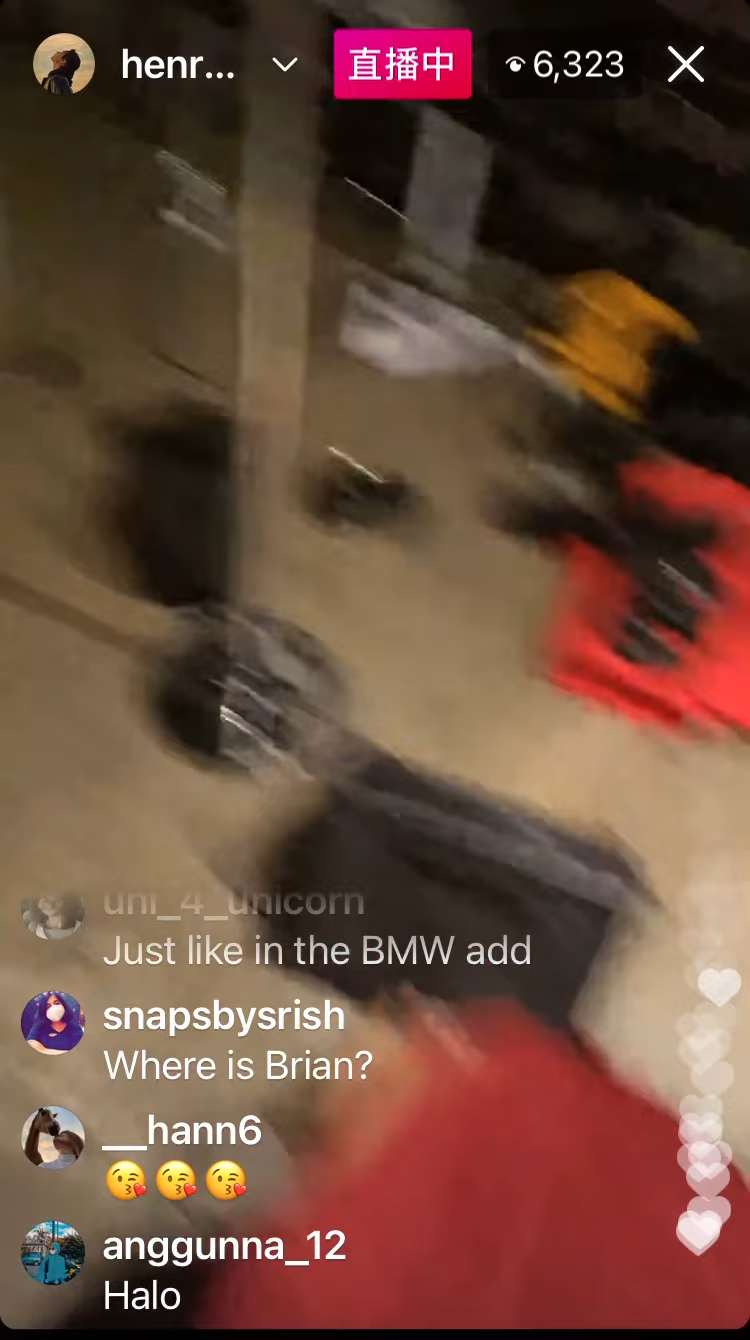 henr...
直播中
6,323
uni_4_unicorn
Just like in the BMW add
snapsbysrish
Where is Brian?
__hann6
😘😘😘
anggunna_12
Halo